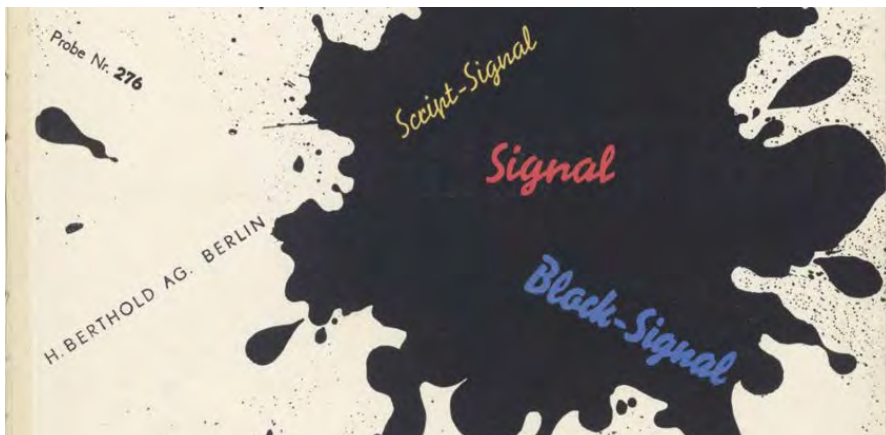 Probe Nr. 276
Script-Signal
Signal
H. BERTHOLD AG. BERLIN
Block-Signal